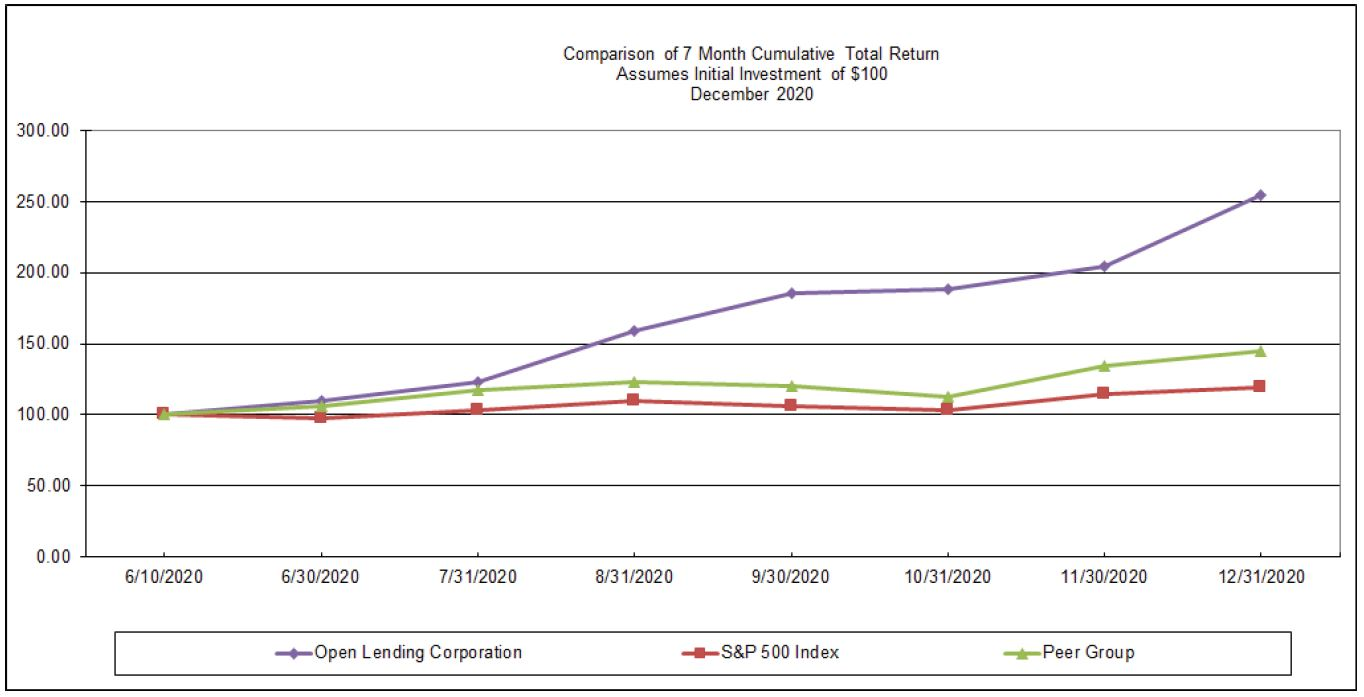 Comparison of 7 Month Cumulative Total Return
Assumes Initial Investment of $100
December 2020
300.00
250.00
200.00
150.00
100.00
50.00
0.00
6/10/2020 6/30/2020 7/31/2020 8/31/2020 9/30/2020 10/31/2020 11/30/2020 12/31/2020
Open Lending Corporation S&P 500 Index Peer Group